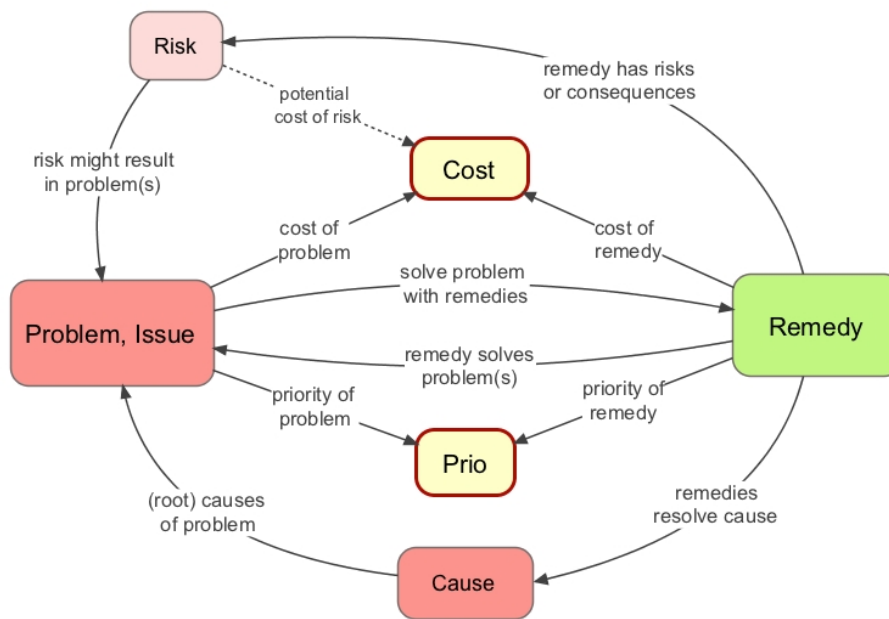 Risk
remedy has risks
or consequences
potential
cost of risk
risk might result
in problem(s)
Cost
cost of
problem
cost of
remedy
solve problem
with remedies
Problem, Issue
Remedy
remedy solves
problem(s)
priority of
problem
priority of
remedy
Prio
(root) causes
of problem
remedies
resolve cause
Cause